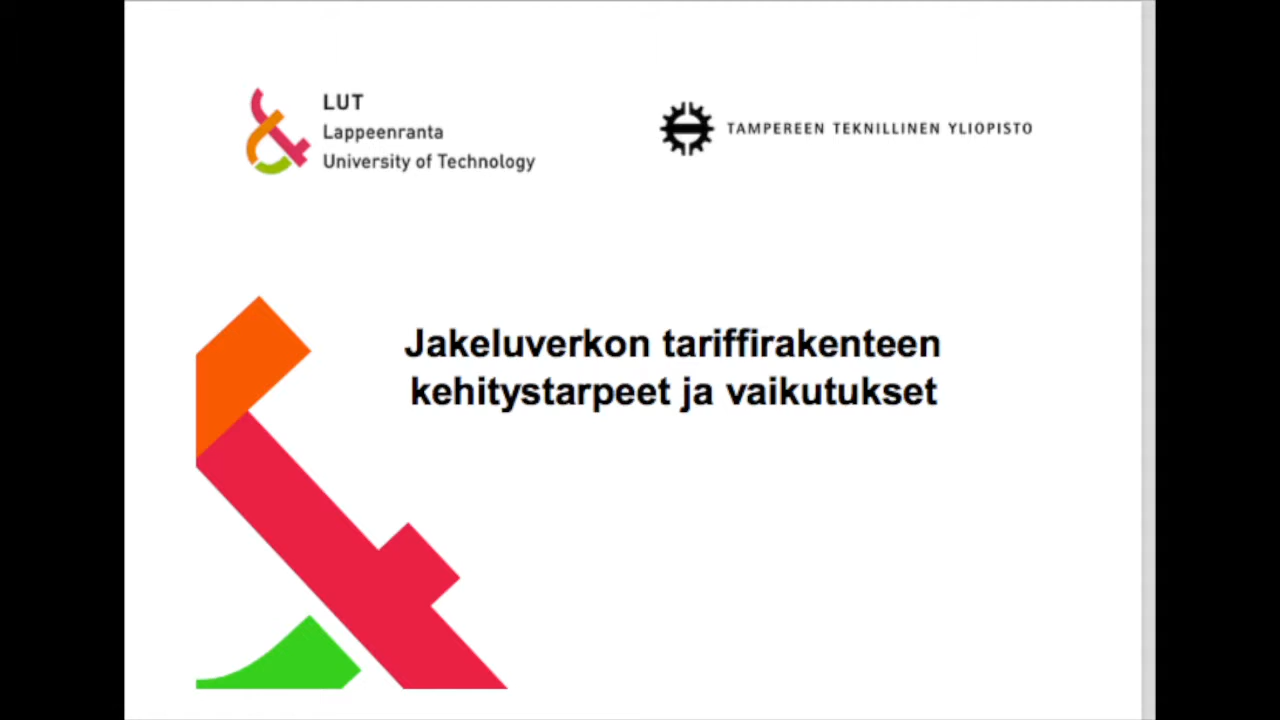 LUT
Lappeenranta
University of Technology
TAMPEREEN TEKNILLINEN YLIOPISTO
Jakeluverkon tariffirakenteen
kehitystarpeet ja vaikutukset